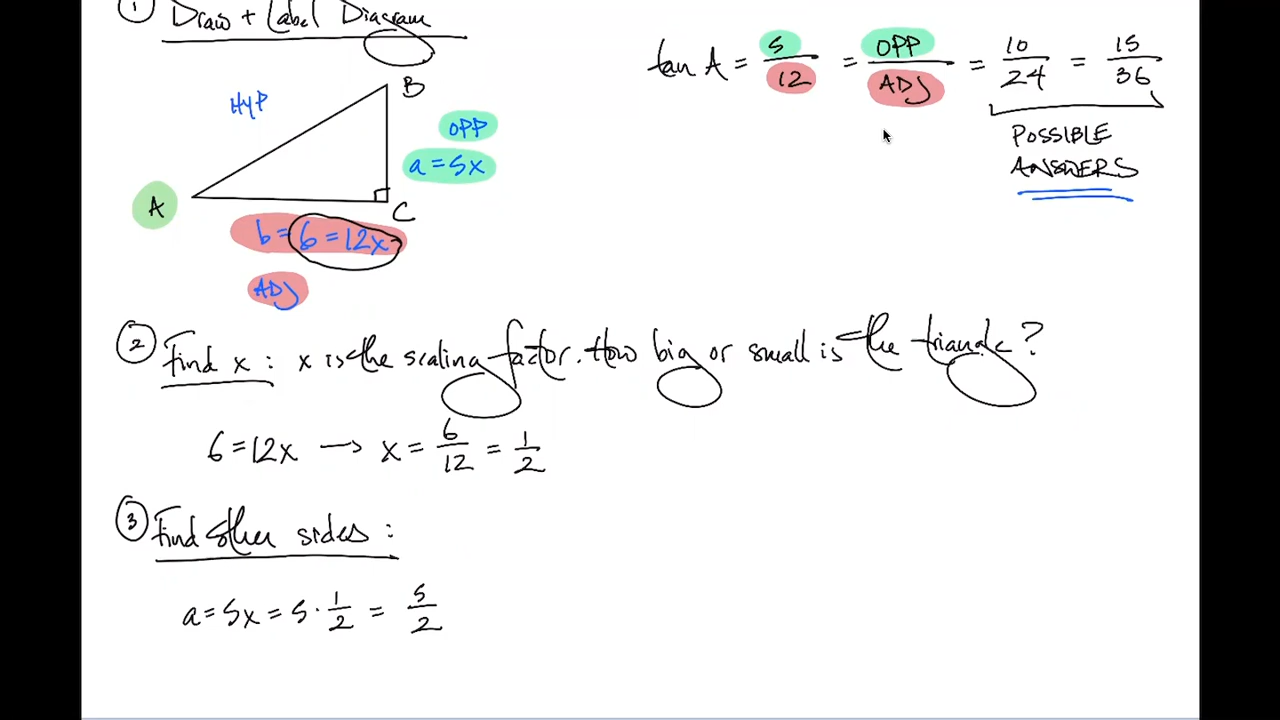 ① Draw + Label Diagram
tan A = 5/12 = OPP/ADJ = 10/24 = 15/36
POSSIBLE
ANSWERS
B
HYP
OPP
a = 5x
A
C
b = 6 = 12x
ADJ
② Find x : x is the scaling factor. How big or small is the triangle?
6 = 12x → x = 6/12 = 1/2
③ Find other sides :
a = 5x = 5 · 1/2 = 5/2